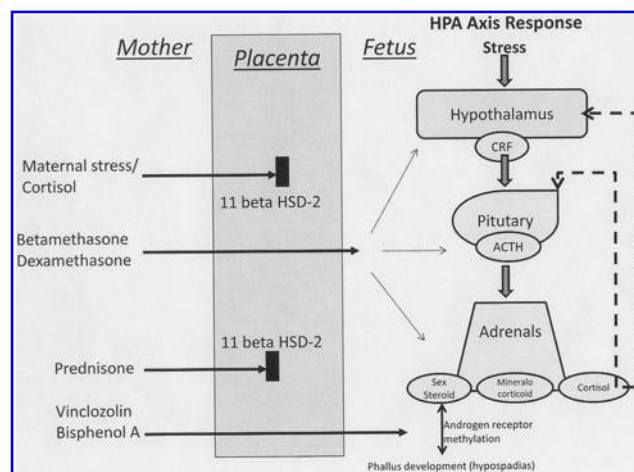 HPA Axis Response
Mother
Placenta
Fetus
Stress
Hypothalamus
CRF
Maternal stress/
Cortisol
11 beta HSD-2
Pitutary
ACTH
Betamethasone
Dexamethasone
11 beta HSD-2
Adrenals
Prednisone
Sex
Steroid
Mineralo
corticoid
Cortisol
Vinclozolin
Bisphenol A
Androgen receptor
methylation
Phallus development (hypospadias)